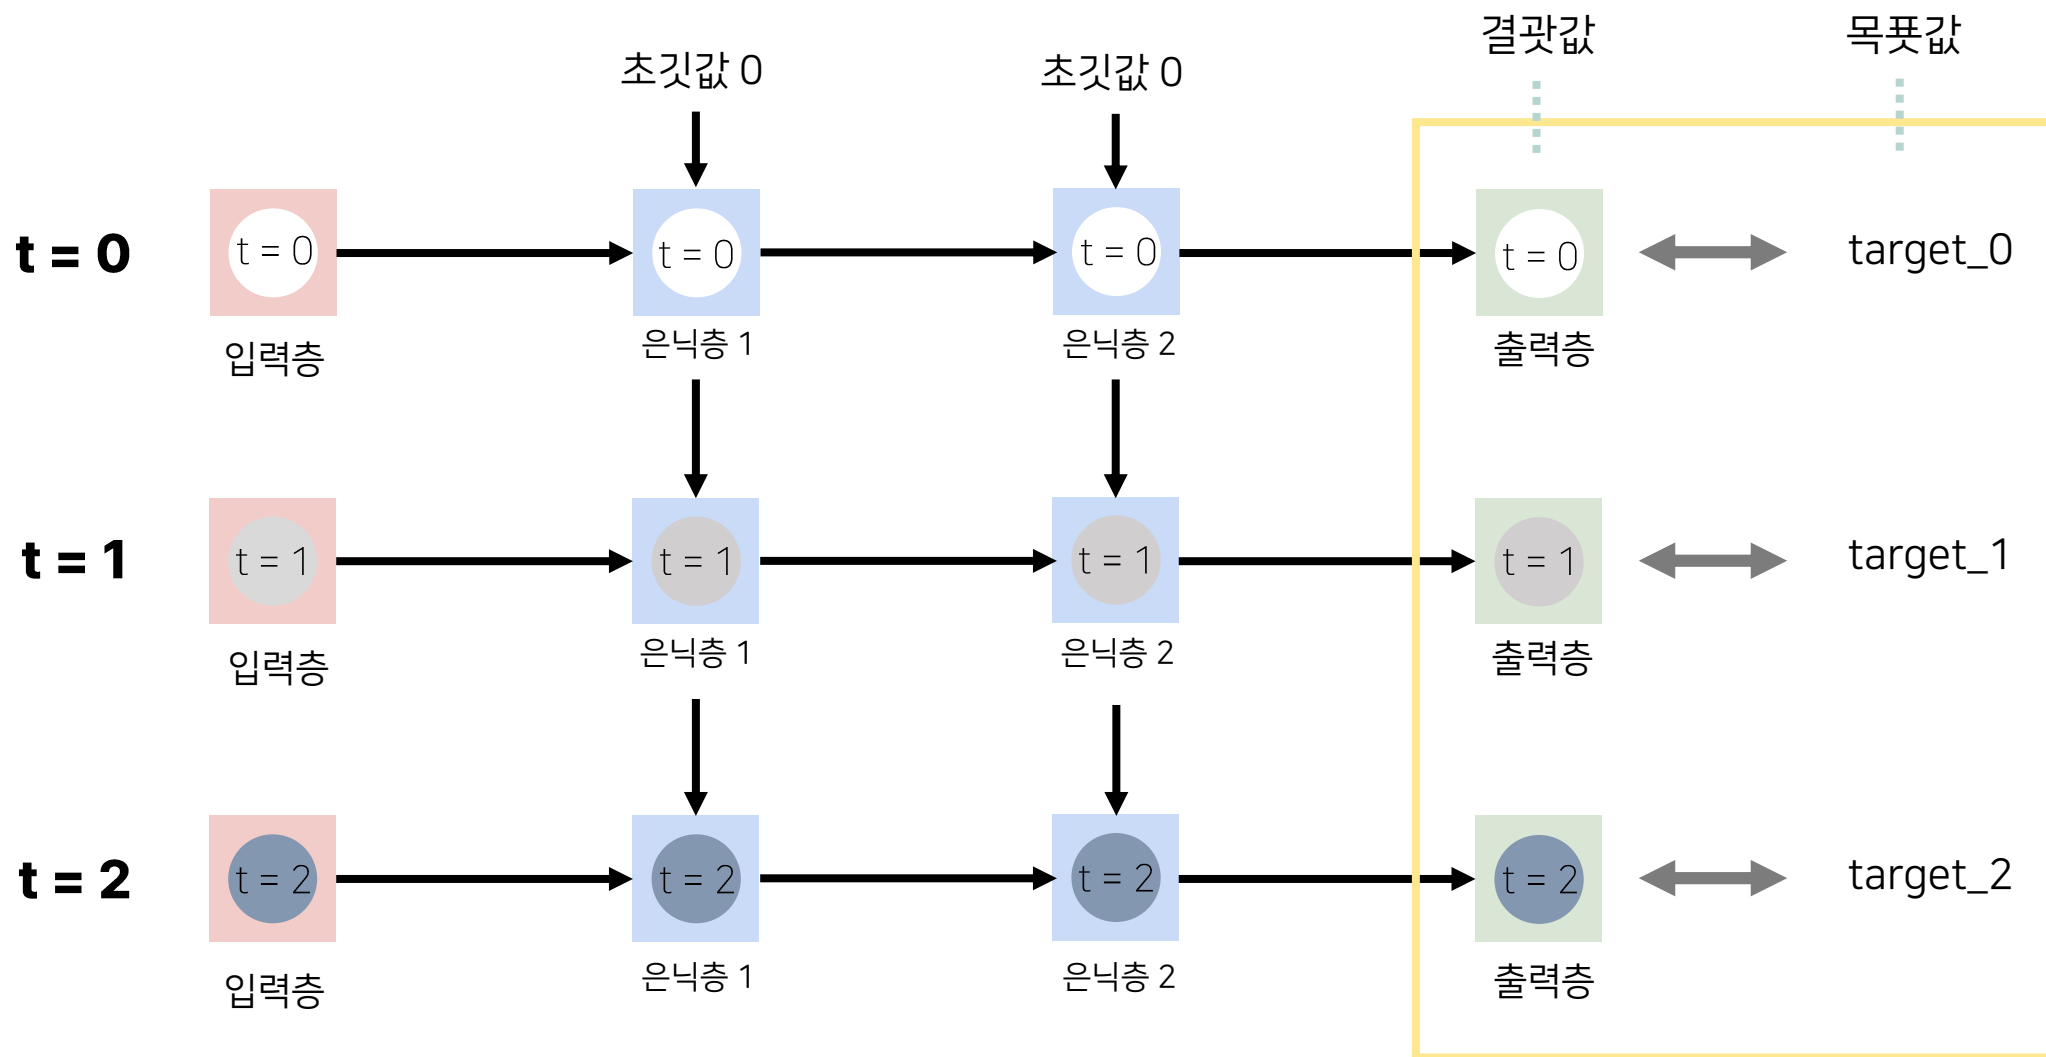 결괏값 목푯값
초깃값 0 초깃값 0
t = 0 t = 0 t = 0 t = 0 t = 0 target_0
입력층 은닉층 1 은닉층 2 출력층
t = 1 t = 1 t = 1 t = 1 t = 1 target_1
입력층 은닉층 1 은닉층 2 출력층
t = 2 t = 2 t = 2 t = 2 t = 2 target_2
입력층 은닉층 1 은닉층 2 출력층